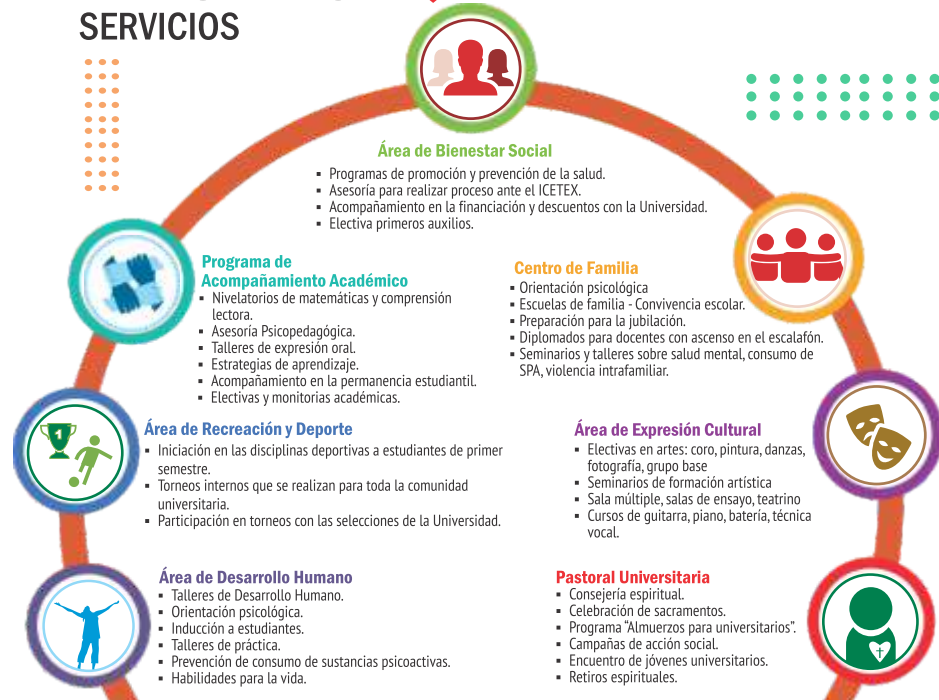 SERVICIOS
Área de Bienestar Social
▪ Programas de promoción y prevención de la salud.
▪ Asesoría para realizar proceso ante el ICETEX.
▪ Acompañamiento en la financiación y descuentos con la Universidad.
▪ Electiva primeros auxilios.
Programa de
Acompañamiento Académico
▪ Nivelatorios de matemáticas y comprensión
lectora.
▪ Asesoría Psicopedagógica.
▪ Talleres de expresión oral.
▪ Estrategias de aprendizaje.
▪ Acompañamiento en la permanencia estudiantil.
▪ Electivas y monitorias académicas.
Centro de Familia
▪ Orientación psicológica
▪ Escuelas de familia - Convivencia escolar.
▪ Preparación para la jubilación.
▪ Diplomados para docentes con ascenso en el escalafón.
▪ Seminarios y talleres sobre salud mental, consumo de
SPA, violencia intrafamiliar.
1
Área de Recreación y Deporte
▪ Iniciación en las disciplinas deportivas a estudiantes de primer
semestre.
▪ Torneos internos que se realizan para toda la comunidad
universitaria.
▪ Participación en torneos con las selecciones de la Universidad.
Área de Expresión Cultural
▪ Electivas en artes: coro, pintura, danzas,
fotografía, grupo base
▪ Seminarios de formación artística
▪ Sala múltiple, salas de ensayo, teatrino
▪ Cursos de guitarra, piano, batería, técnica
vocal.
Área de Desarrollo Humano
▪ Talleres de Desarrollo Humano.
▪ Orientación psicológica.
▪ Inducción a estudiantes.
▪ Talleres de práctica.
▪ Prevención de consumo de sustancias psicoactivas.
▪ Habilidades para la vida.
Pastoral Universitaria
▪ Consejería espiritual.
▪ Celebración de sacramentos.
▪ Programa “Almuerzos para universitarios”.
▪ Campañas de acción social.
▪ Encuentro de jóvenes universitarios.
▪ Retiros espirituales.